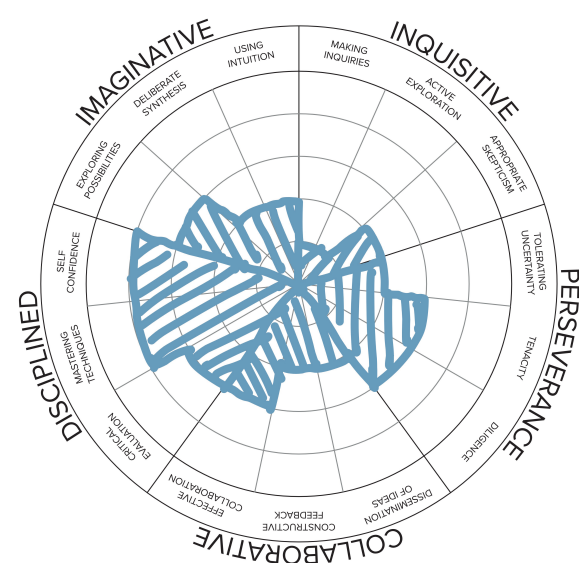 IMAGINATIVE
INQUISITIVE
USING
INTUITION
MAKING
INQUIRIES
DELIBERATE
SYNTHESIS
ACTIVE
EXPLORATION
EXPLORING
POSSIBILITIES
APPROPRIATE
SKEPTICISM
SELF
CONFIDENCE
TOLERATING
UNCERTAINTY
DISCIPLINED
PERSEVERANCE
MASTERING
TECHNIQUES
TENACITY
CRITICAL
EVALUATION
DILIGENCE
EFFECTIVE
COLLABORATION
CONSTRUCTIVE
FEEDBACK
DISSEMINATION
OF IDEAS
COLLABORATIVE